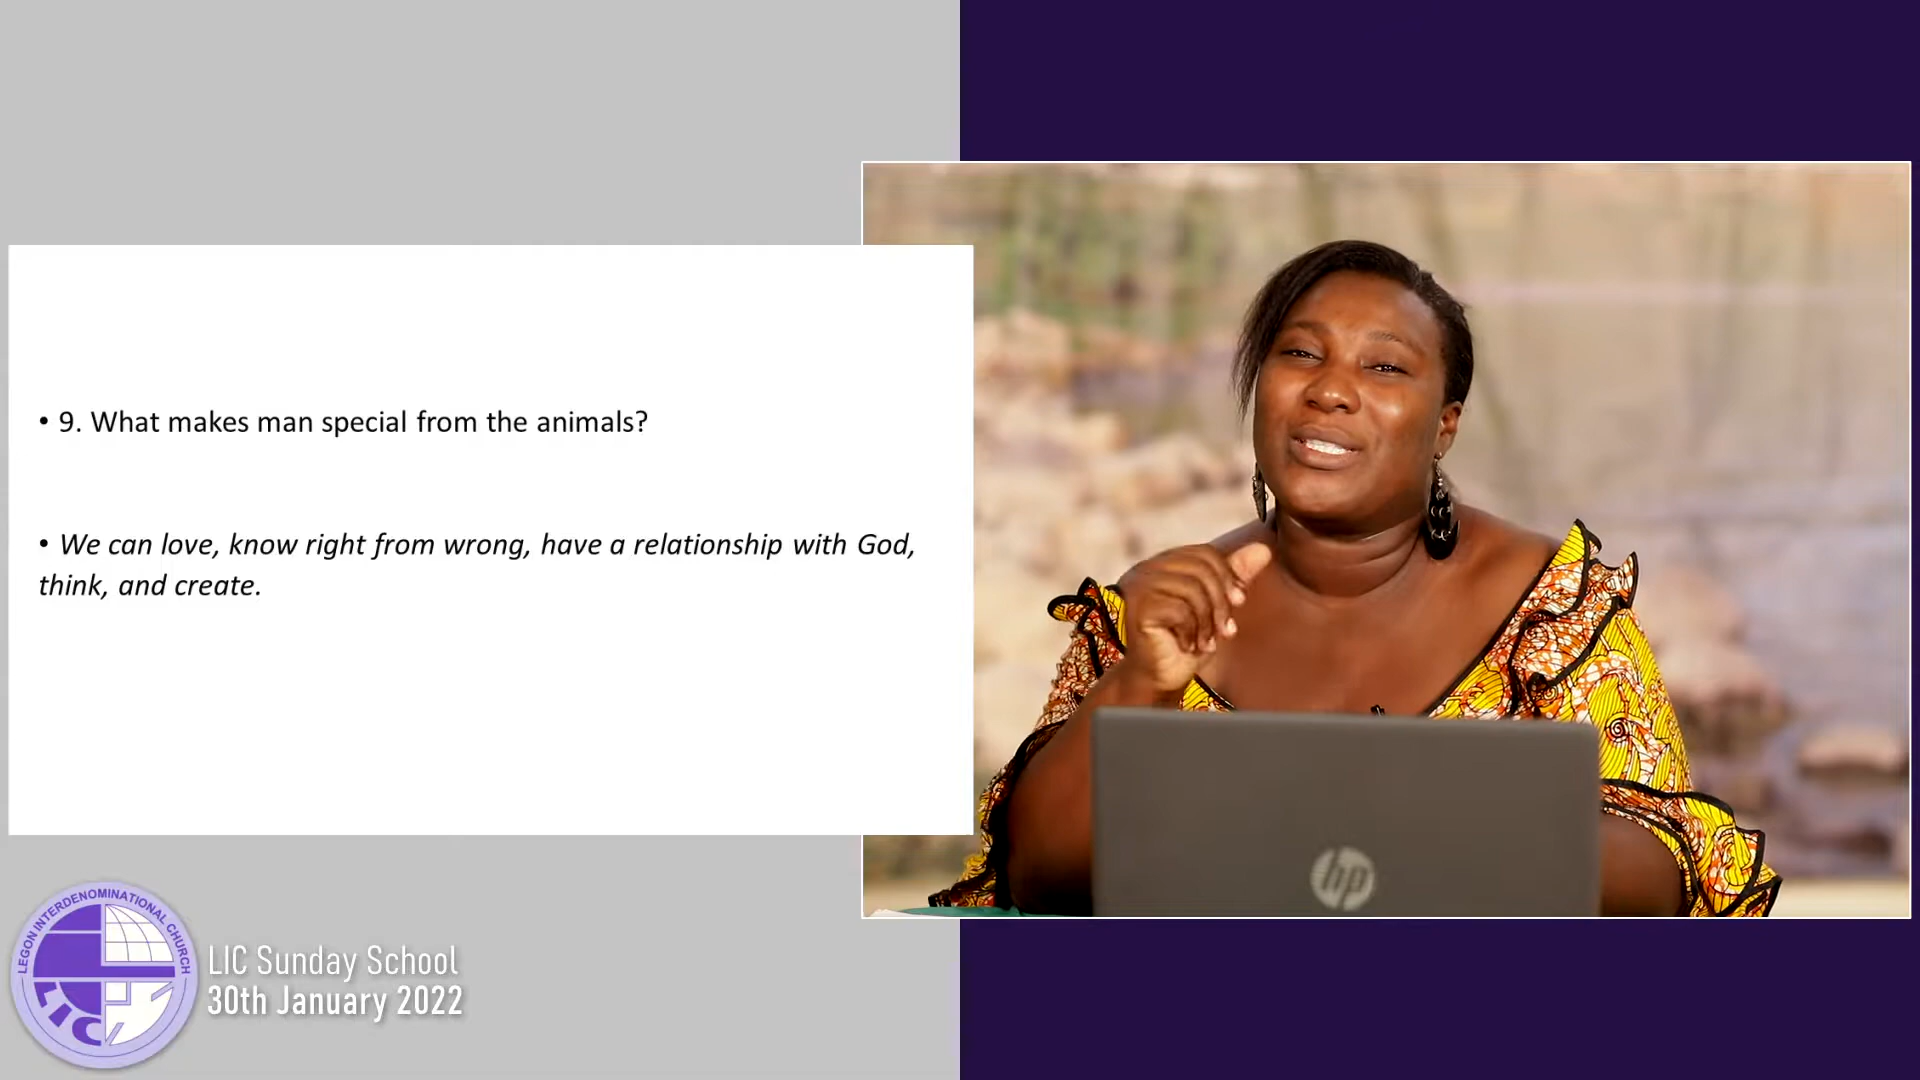 • 9. What makes man special from the animals?
• We can love, know right from wrong, have a relationship with God,
think, and create.
hp
LEGON INTERDENOMINATIONAL CHURCH
LIC
LIC Sunday School
30th January 2022